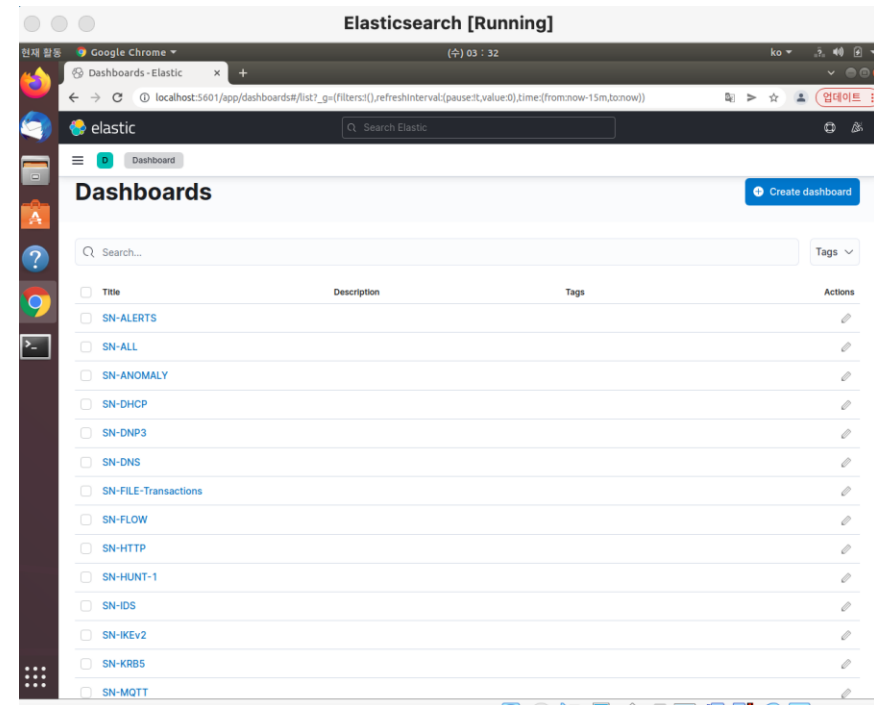 Elasticsearch [Running]
현재 활동 Google Chrome (수) 03 : 32 ko
Dashboards - Elastic × +
localhost:5601/app/dashboards#/list?_g=(filters:!(),refreshInterval:(pause:!t,value:0),time:(from:now-15m,to:now)) 업데이트
elastic Search Elastic
D Dashboard
Dashboards Create dashboard
Search... Tags
Title Description Tags Actions
SN-ALERTS
SN-ALL
SN-ANOMALY
SN-DHCP
SN-DNP3
SN-DNS
SN-FILE-Transactions
SN-FLOW
SN-HTTP
SN-HUNT-1
SN-IDS
SN-IKEv2
SN-KRB5
SN-MQTT